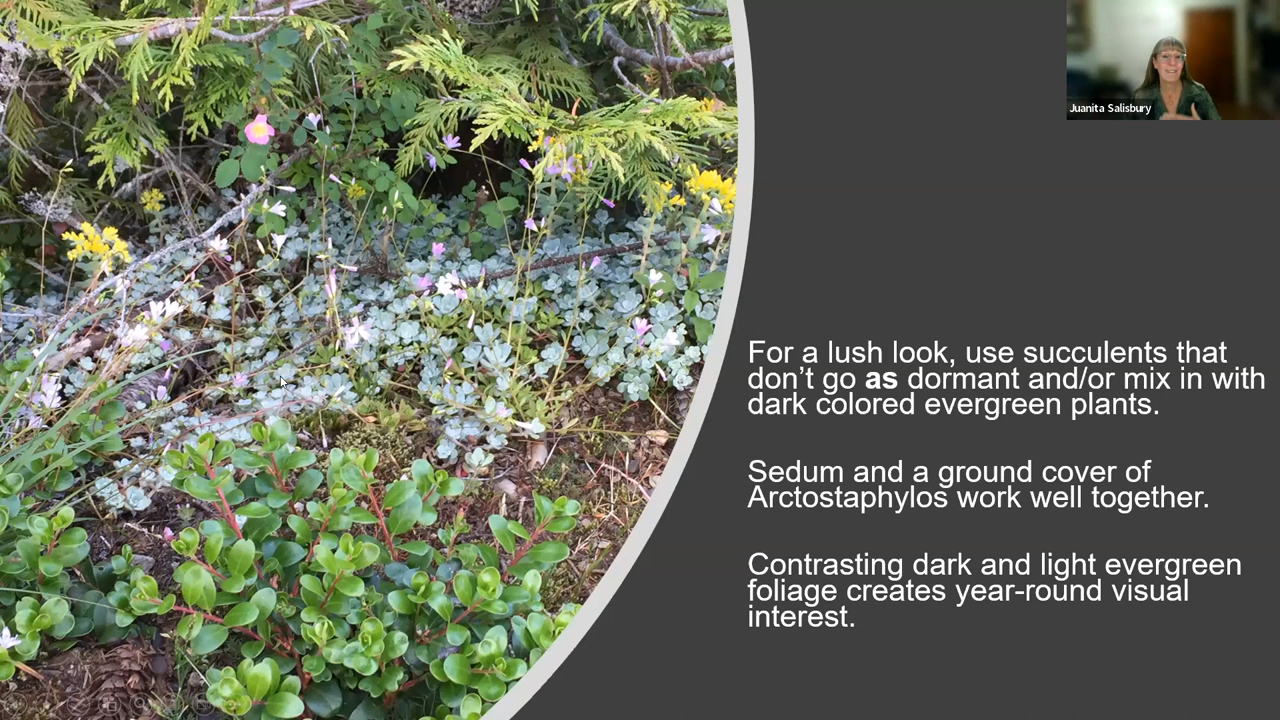 Juanita Salisbury
For a lush look, use succulents that
don’t go as dormant and/or mix in with
dark colored evergreen plants.
Sedum and a ground cover of
Arctostaphylos work well together.
Contrasting dark and light evergreen
foliage creates year-round visual
interest.